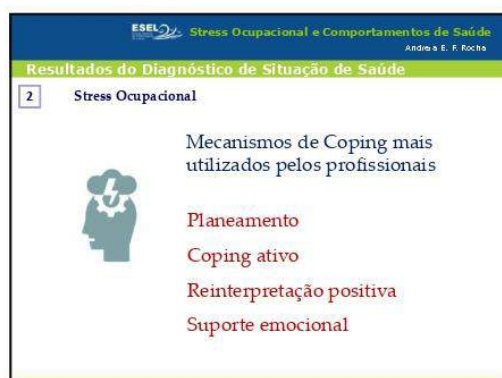 ESEL Stress Ocupacional e Comportamentos de Saúde
Andreia E. F. Rocha
Resultados do Diagnóstico de Situação de Saúde
2 Stress Ocupacional
Mecanismos de Coping mais
utilizados pelos profissionais
Planeamento
Coping ativo
Reinterpretação positiva
Suporte emocional